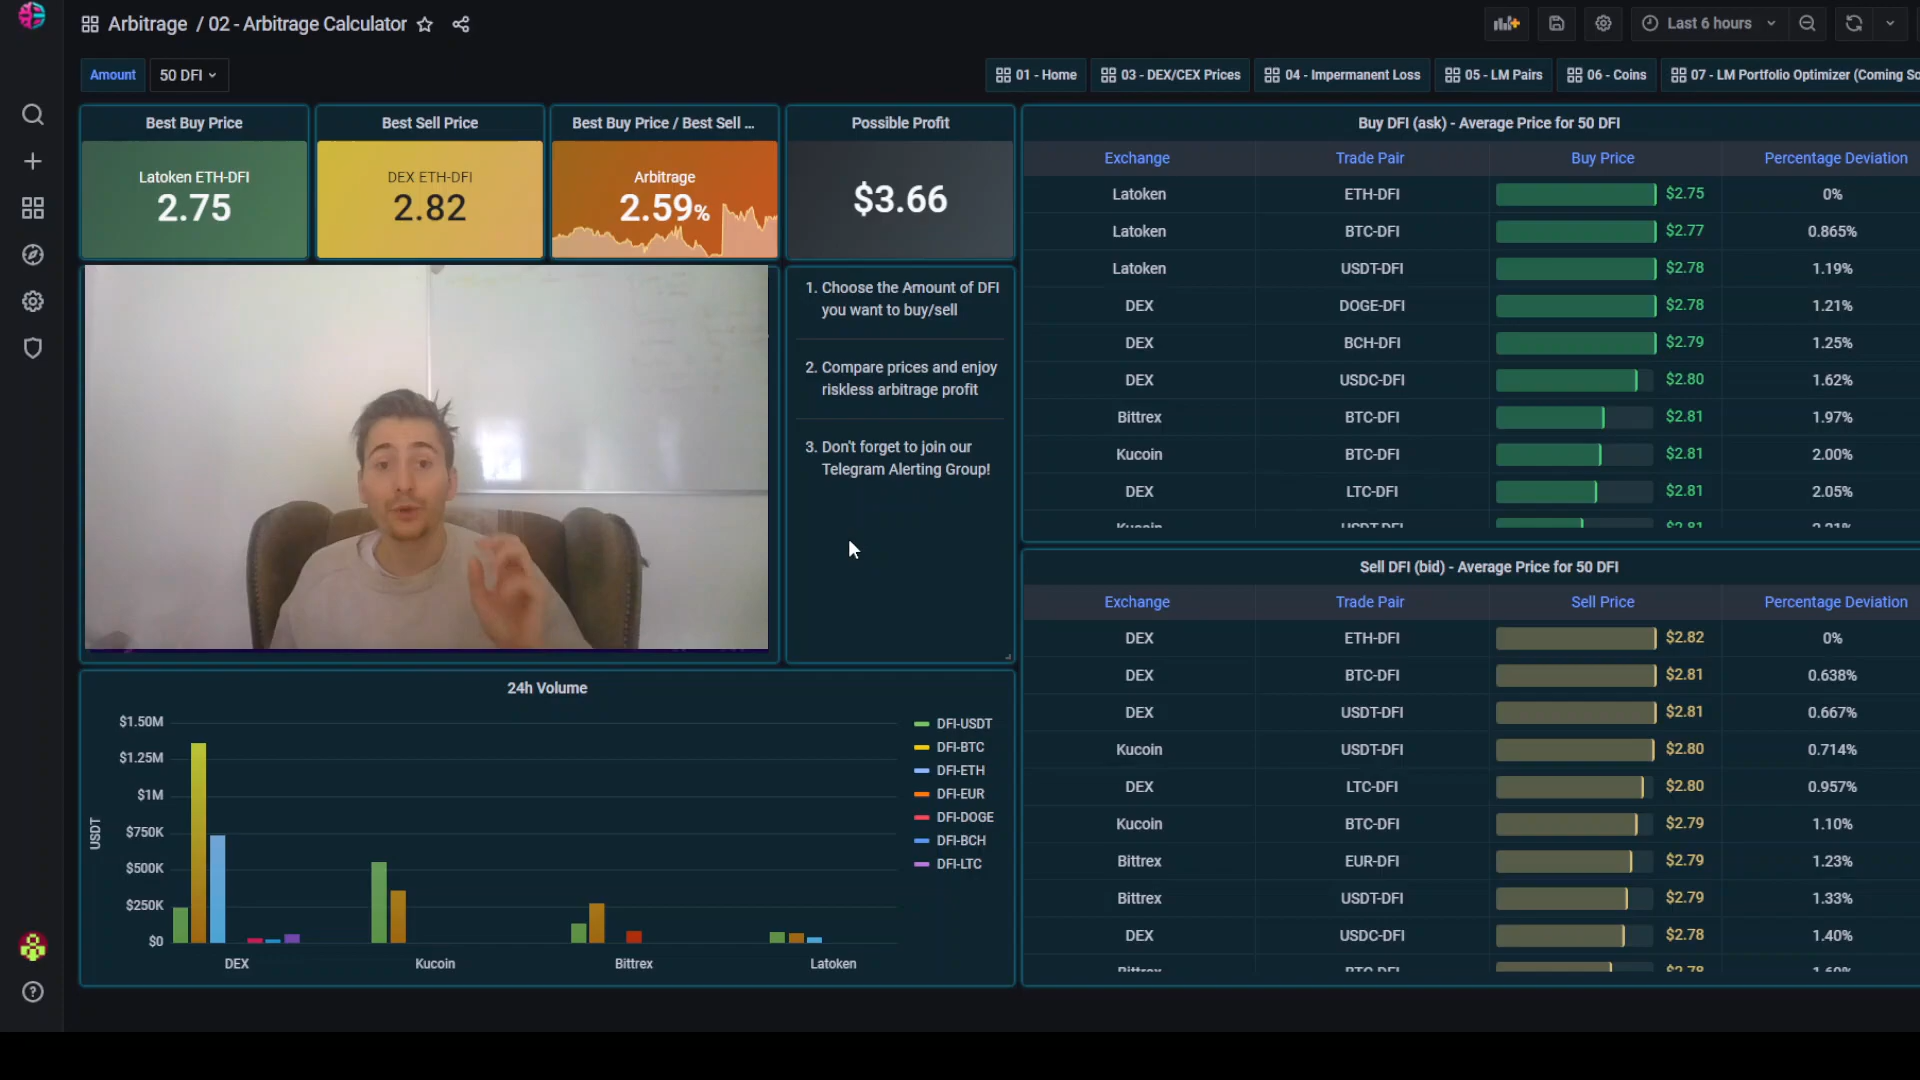 Arbitrage / 02 - Arbitrage Calculator
Last 6 hours
Amount
50 DFI
01 - Home
03 - DEX/CEX Prices
04 - Impermanent Loss
05 - LM Pairs
06 - Coins
07 - LM Portfolio Optimizer (Coming So
Best Buy Price
Latoken ETH-DFI
2.75
Best Sell Price
DEX ETH-DFI
2.82
Best Buy Price / Best Sell ...
Arbitrage
2.59%
Possible Profit
$3.66
1. Choose the Amount of DFI
you want to buy/sell
2. Compare prices and enjoy
riskless arbitrage profit
3. Don't forget to join our
Telegram Alerting Group!
24h Volume
USDT
$1.50M
$1.25M
$1M
$750K
$500K
$250K
$0
DEX
Kucoin
Bittrex
Latoken
DFI-USDT
DFI-BTC
DFI-ETH
DFI-EUR
DFI-DOGE
DFI-BCH
DFI-LTC
Buy DFI (ask) - Average Price for 50 DFI
Exchange Trade Pair Buy Price Percentage Deviation
Latoken ETH-DFI $2.75 0%
Latoken BTC-DFI $2.77 0.865%
Latoken USDT-DFI $2.78 1.19%
DEX DOGE-DFI $2.78 1.21%
DEX BCH-DFI $2.79 1.25%
DEX USDC-DFI $2.80 1.62%
Bittrex BTC-DFI $2.81 1.97%
Kucoin BTC-DFI $2.81 2.00%
DEX LTC-DFI $2.81 2.05%
Kucoin USDT-DFI $2.81
Sell DFI (bid) - Average Price for 50 DFI
Exchange Trade Pair Sell Price Percentage Deviation
DEX ETH-DFI $2.82 0%
DEX BTC-DFI $2.81 0.638%
DEX USDT-DFI $2.81 0.667%
Kucoin USDT-DFI $2.80 0.714%
DEX LTC-DFI $2.80 0.957%
Kucoin BTC-DFI $2.79 1.10%
Bittrex EUR-DFI $2.79 1.23%
Bittrex USDT-DFI $2.79 1.33%
DEX USDC-DFI $2.78 1.40%
Bittrex BTC-DFI $2.78